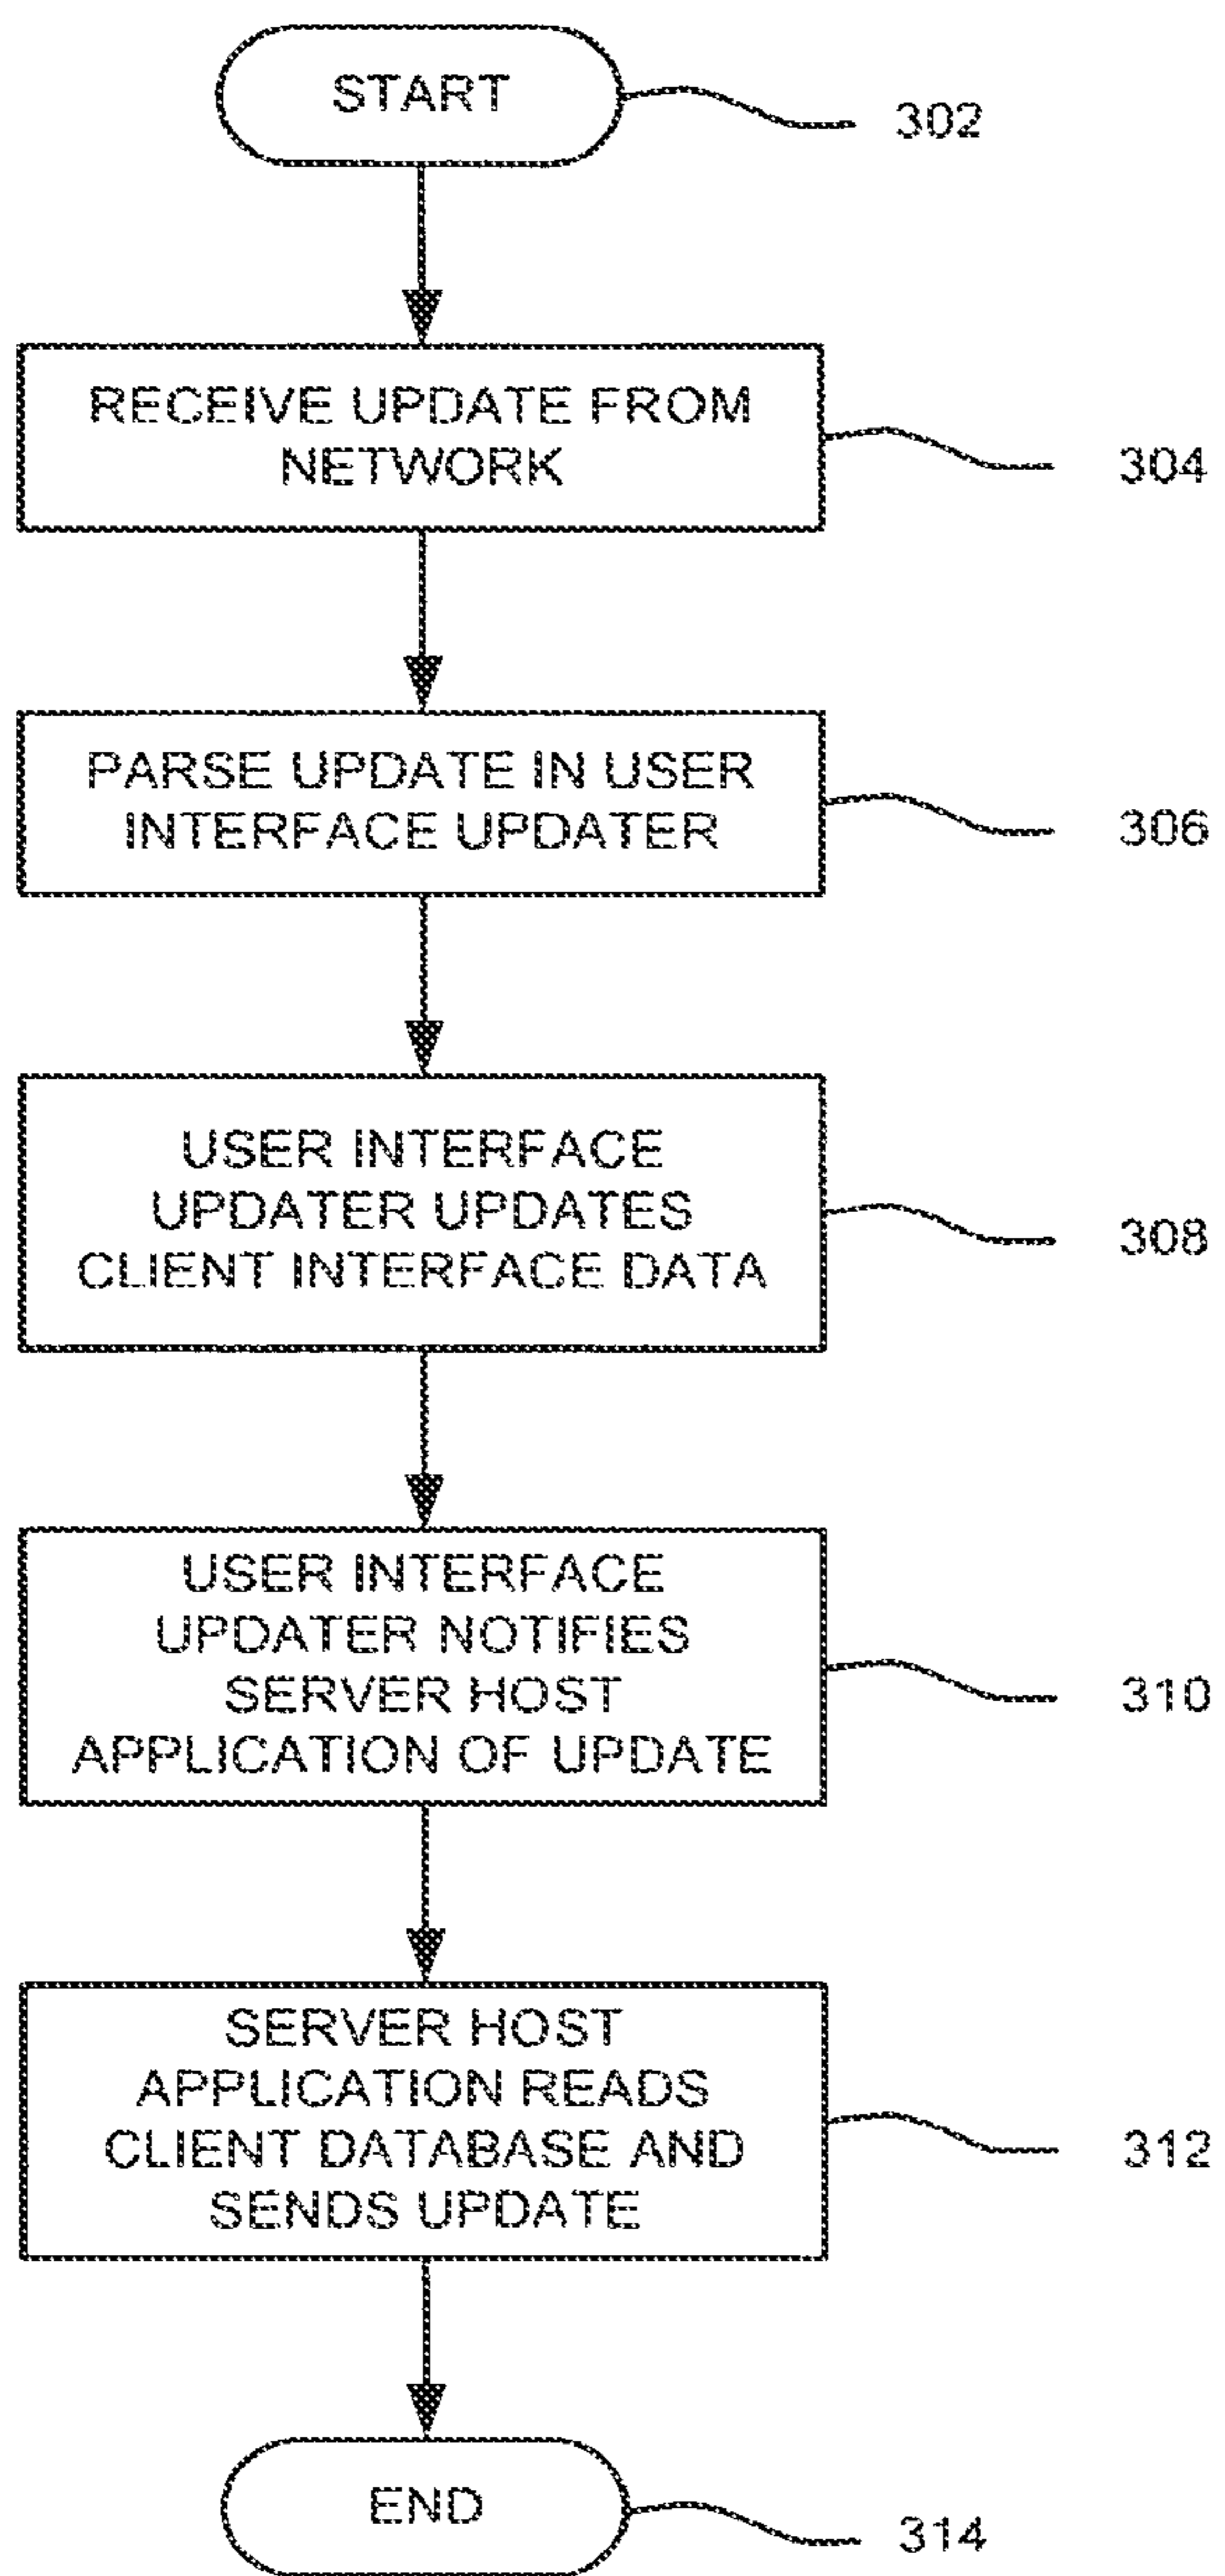 START
302
RECEIVE UPDATE FROM
NETWORK
304
PARSE UPDATE IN USER
INTERFACE UPDATER
306
USER INTERFACE
UPDATER UPDATES
CLIENT INTERFACE DATA
308
USER INTERFACE
UPDATER NOTIFIES
SERVER HOST
APPLICATION OF UPDATE
310
SERVER HOST
APPLICATION READS
CLIENT DATABASE AND
SENDS UPDATE
312
END
314